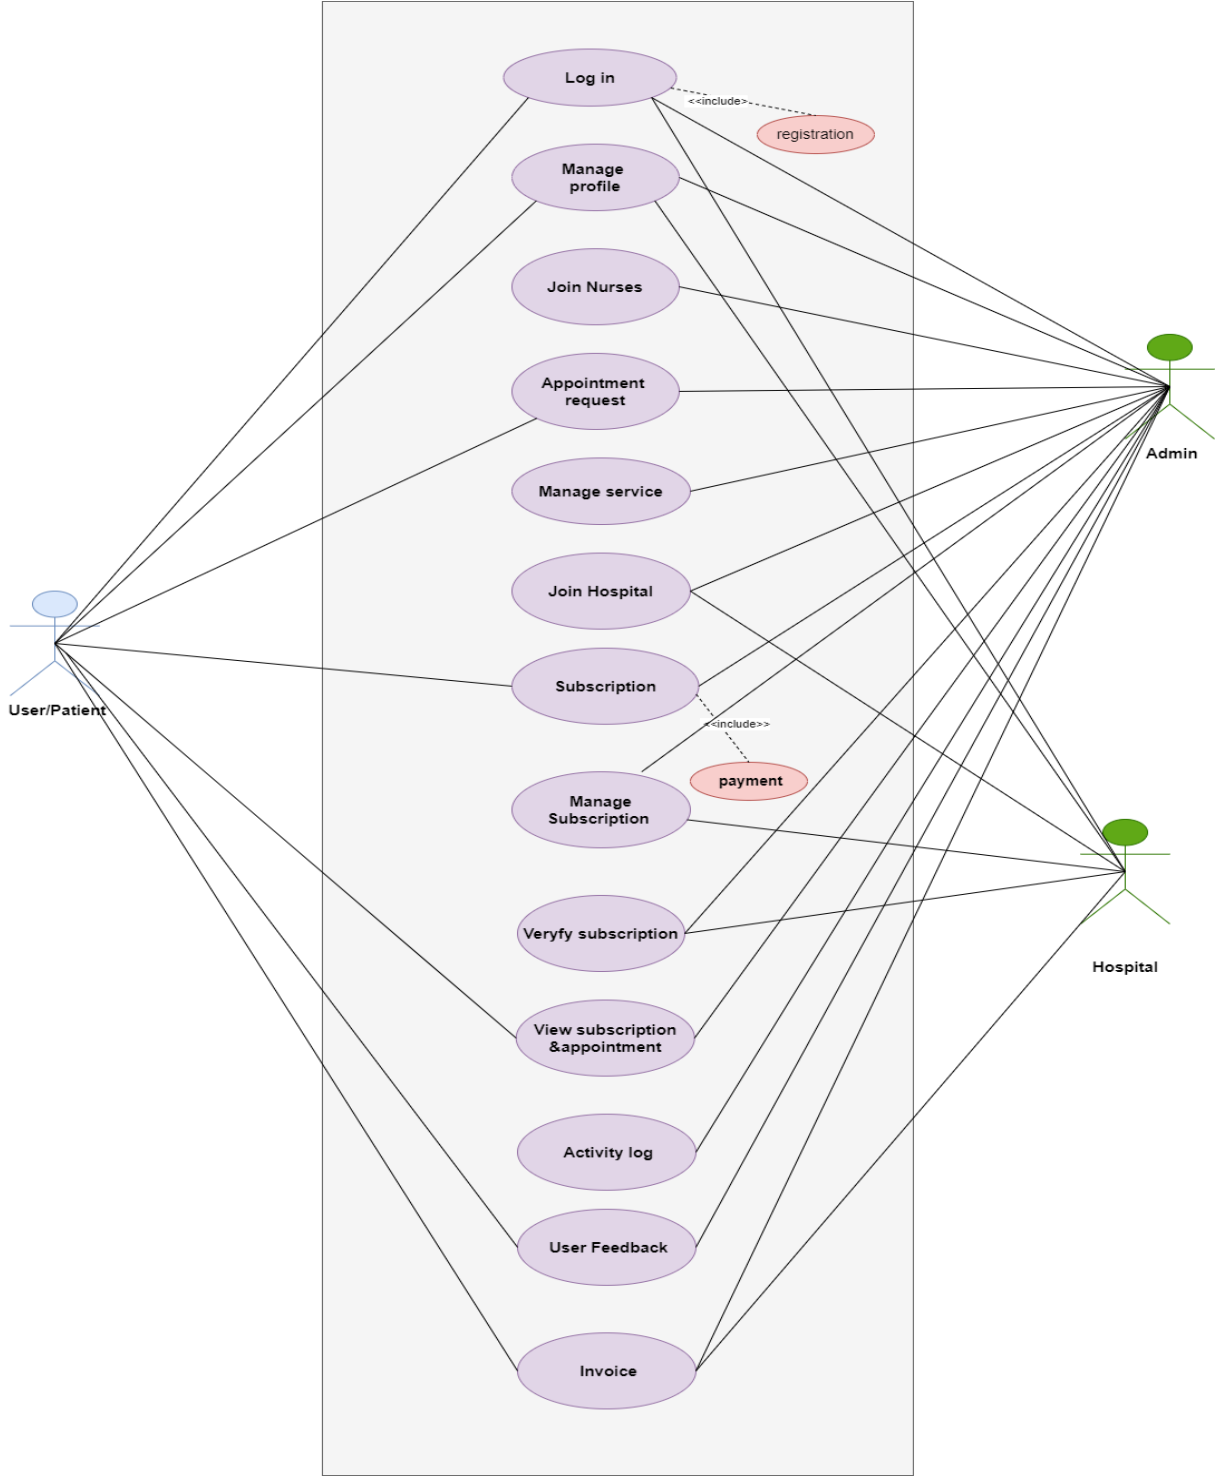 Log in
<<include>
registration
Manage
profile
Join Nurses
Appointment
request
Admin
Manage service
Join Hospital
Subscription
User/Patient
<<include>>
payment
Manage
Subscription
Veryfy subscription
Hospital
View subscription
&appointment
Activity log
User Feedback
Invoice